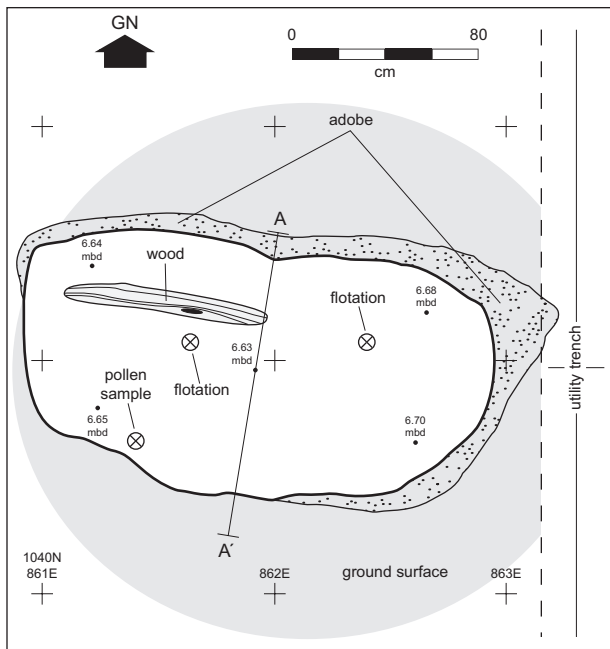 GN
0 80
cm
adobe
A
6.64
mbd
wood
flotation
6.68
mbd
6.63
mbd
flotation
pollen
sample
6.65
mbd
6.70
mbd
utility trench
A´
1040N
861E
862E
ground surface
863E